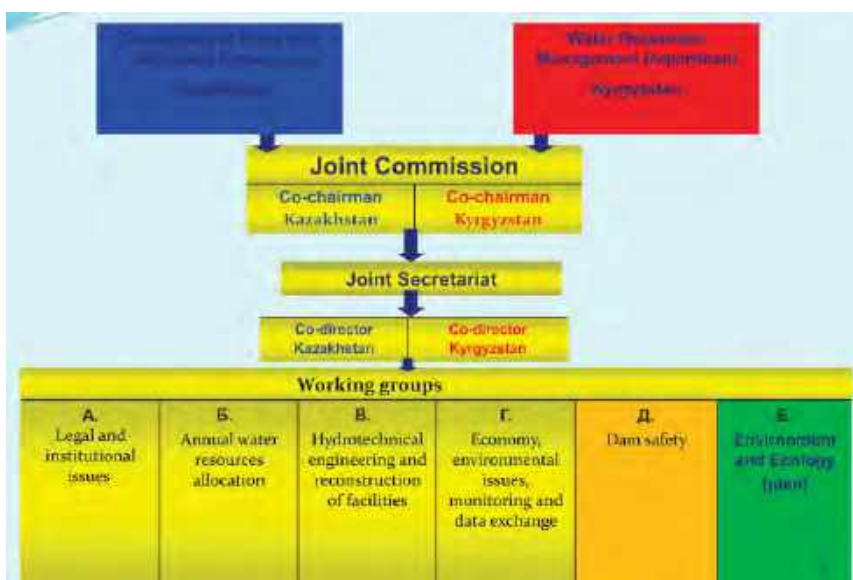 Water Resources
Management Department
Kyrgyzstan
Joint Commission
Co-chairman
Kazakhstan
Co-chairman
Kyrgyzstan
Joint Secretariat
Co-director
Kazakhstan
Co-director
Kyrgyzstan
Working groups
А.
Legal and
institutional
issues
Б.
Annual water
resources
allocation
В.
Hydrotechnical
engineering and
reconstruction
of facilities
Г.
Economy,
environmental
issues,
monitoring and
data exchange
Д.
Dam safety
Е.
Environment
and Ecology